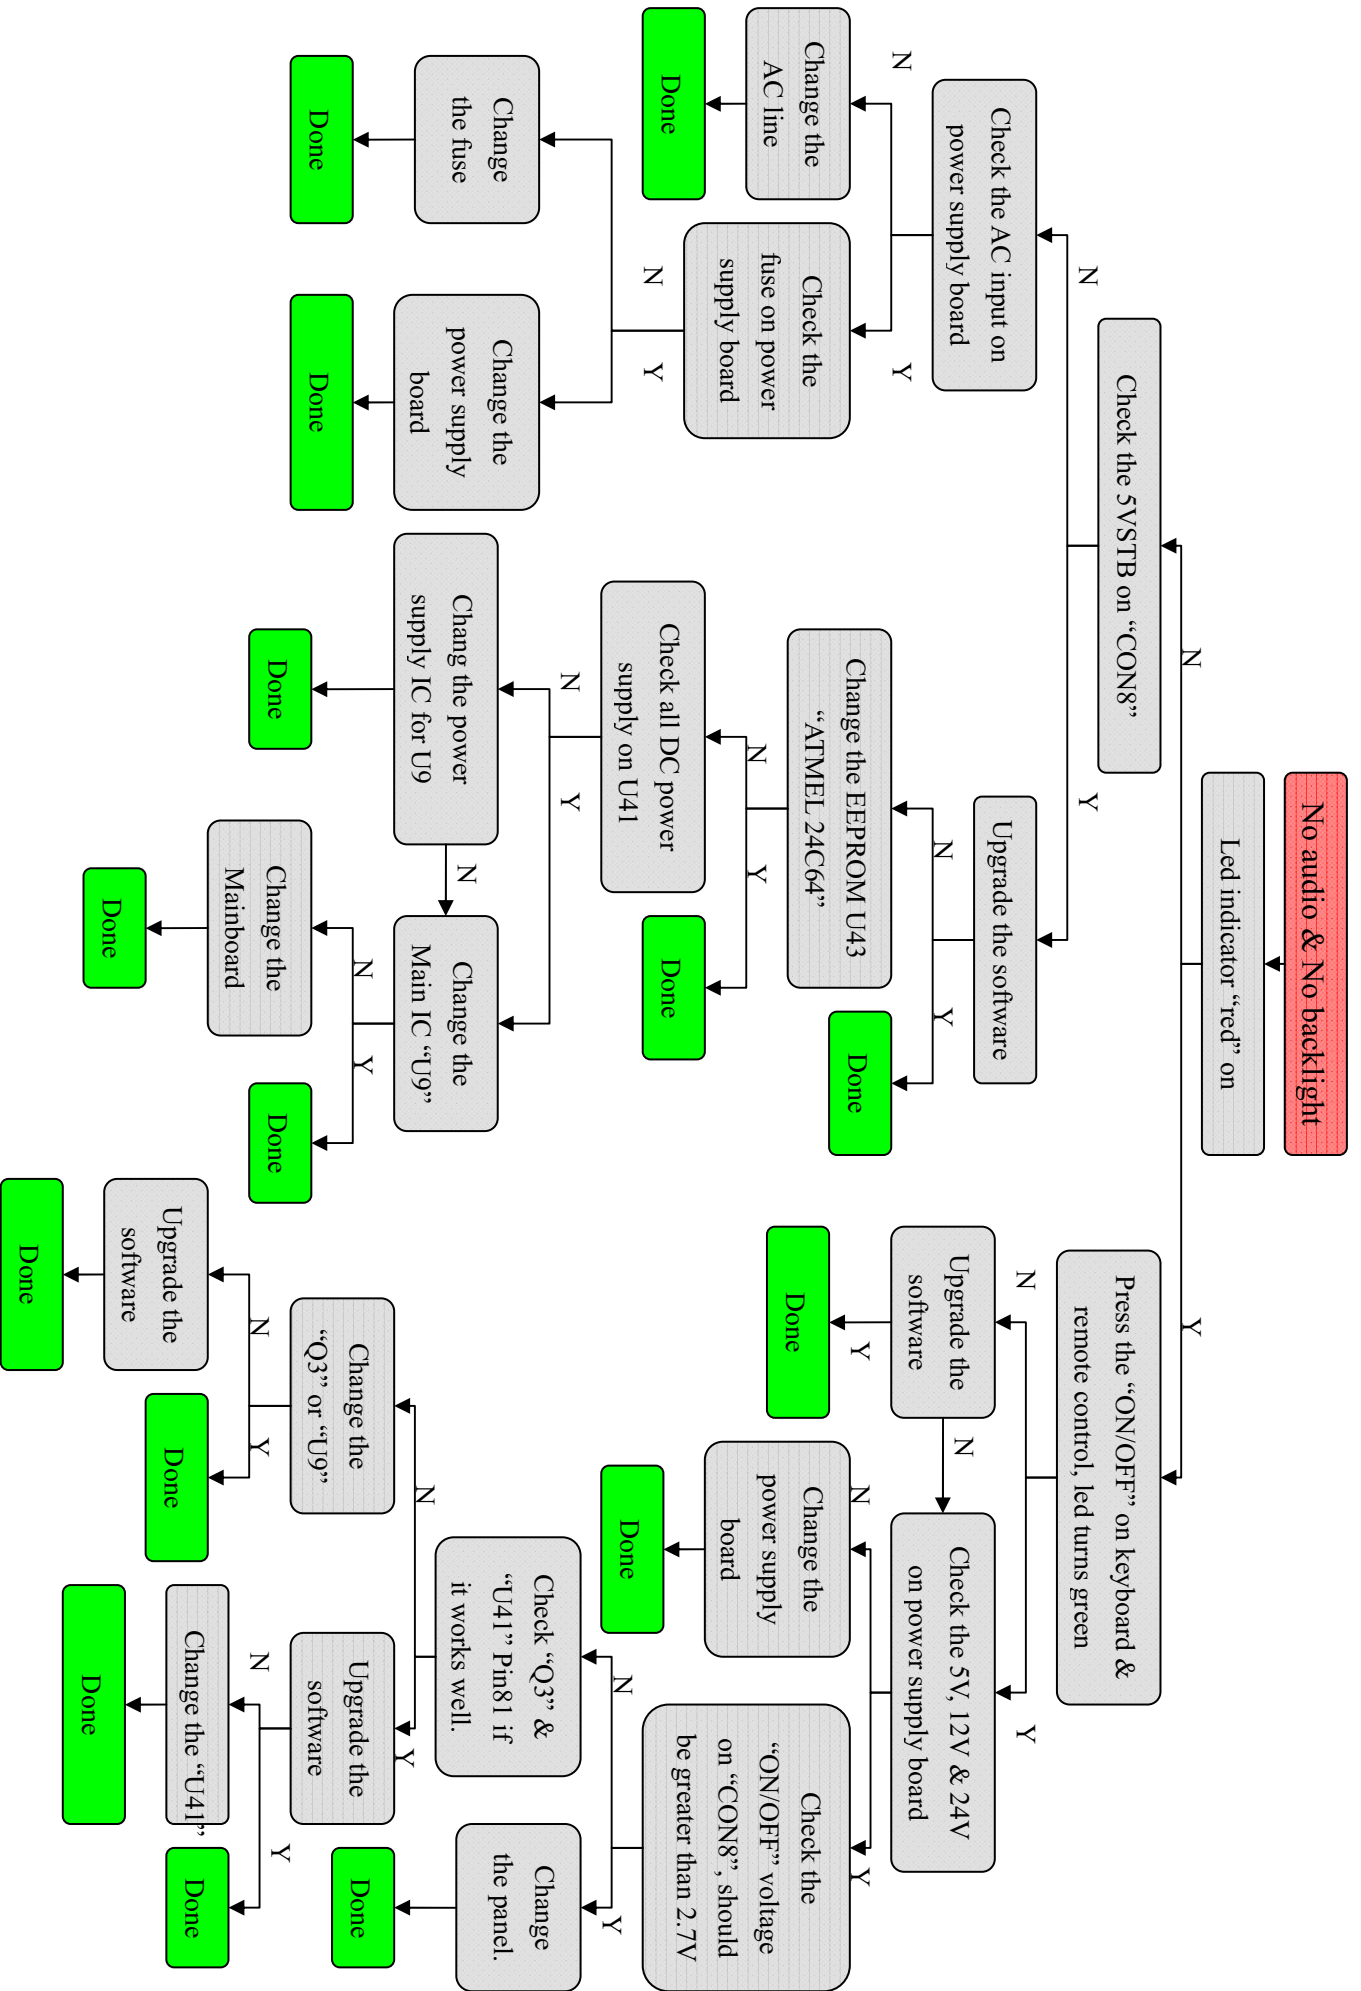 No audio & No backlight
Led indicator “red” on
N
Y
Check the 5VSTB on “CON8”
Press the “ON/OFF” on keyboard &
remote control, led turns green
N
Y
N
Y
Check the AC input on
power supply board
Upgrade the software
Upgrade the
software
Check the 5V, 12V & 24V
on power supply board
N
N
Y
N
Y
Y
N
Y
Change the
AC line
Check the
fuse on power
supply board
Change the EEPROM U43
“ATMEL 24C64”
Done
Done
Change the
power supply
board
Check the
“ON/OFF” voltage
on “CON8”, should
be greater than 2.7V
Done
N
Y
N
Y
Done
Done
N
Y
Check all DC power
supply on U41
Done
Check “Q3” &
“U41” Pin81 if
it works well.
Change
the panel.
N
Y
N
Y
Change
the fuse
Change the
power supply
board
Chang the power
supply IC for U9
N
Change the
Main IC “U9”
Change the
“Q3” or “U9”
Upgrade the
software
Done
Done
Done
N
Y
N
Y
N
Y
Done
Change the
Mainboard
Done
Upgrade the
software
Done
Change the “U41”
Done
Done
Done
Done